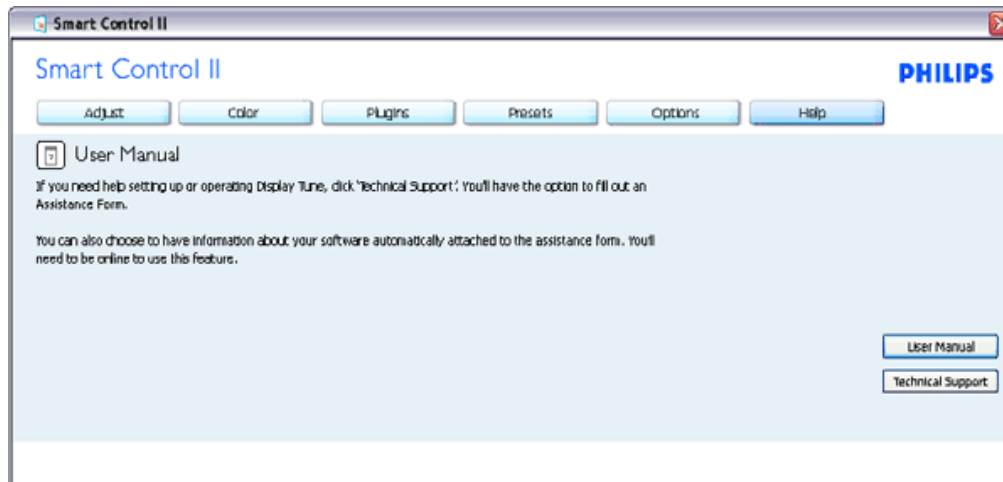 Smart Control II
Smart Control II
PHILIPS
Adjust Color Plugins Presets Options Help
User Manual
If you need help setting up or operating Display Tune, click 'Technical Support'. You'll have the option to fill out an
Assistance Form.
You can also choose to have information about your software automatically attached to the assistance form. You'll
need to be online to use this feature.
User Manual
Technical Support